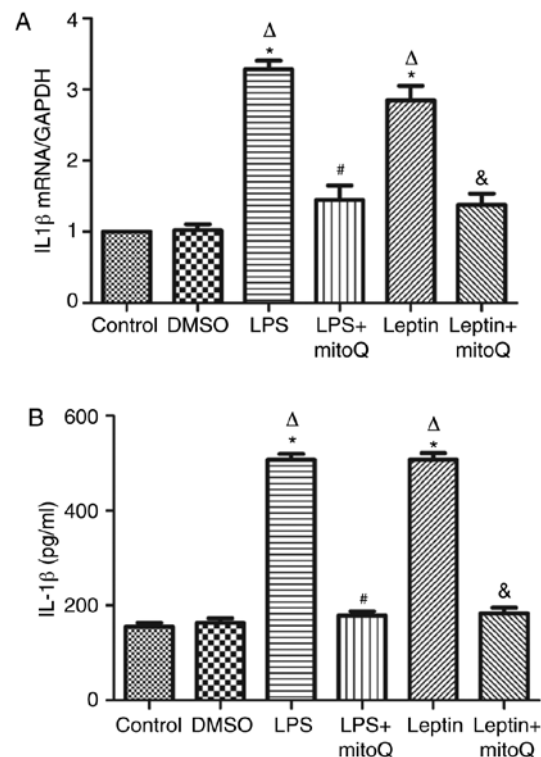 A
IL1β mRNA/GAPDH
4
3
2
1
0
Δ
*
#
Δ
*
&
Control DMSO LPS LPS+ Leptin Leptin+
mitoQ mitoQ
B
IL-1β (pg/ml)
600
400
200
0
Δ
*
#
Δ
*
&
Control DMSO LPS LPS+ Leptin Leptin+
mitoQ mitoQ